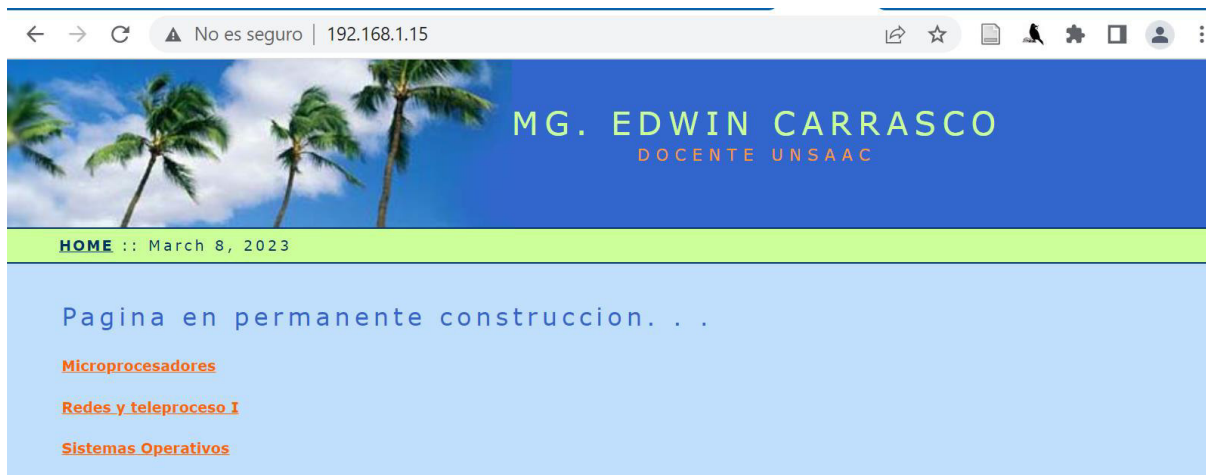 No es seguro | 192.168.1.15
MG. EDWIN CARRASCO
DOCENTE UNSAAC
HOME :: March 8, 2023
Pagina en permanente construccion. . .
Microprocesadores
Redes y teleproceso I
Sistemas Operativos